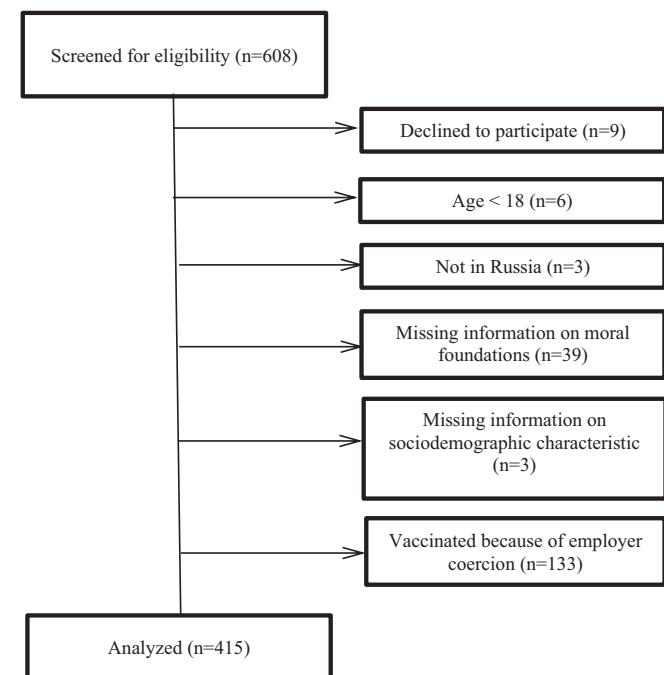 Screened for eligibility (n=608)
Declined to participate (n=9)
Age < 18 (n=6)
Not in Russia (n=3)
Missing information on moral
foundations (n=39)
Missing information on
sociodemographic characteristic
(n=3)
Vaccinated because of employer
coercion (n=133)
Analyzed (n=415)